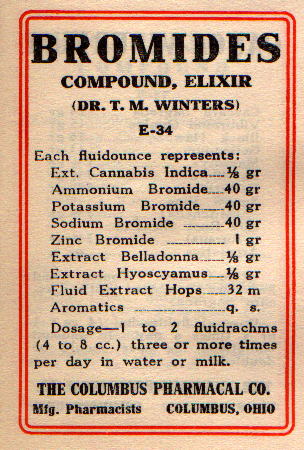 BROMIDES
COMPOUND, ELIXIR
(DR. T. M. WINTERS)
E-34
Each fluidounce represents:
Ext. Cannabis Indica....⅛ gr
Ammonium Bromide....40 gr
Potassium Bromide....40 gr
Sodium Bromide ............40 gr
Zinc Bromide ................1 gr
Extract Belladonna.....⅛ gr
Extract Hyoscyamus....⅛ gr
Fluid Extract Hops.....32 m
Aromatics .....................q. s.
Dosage—1 to 2 fluidrachms
(4 to 8 cc.) three or more times
per day in water or milk.
THE COLUMBUS PHARMACAL CO.
Mfg. Pharmacists COLUMBUS, OHIO